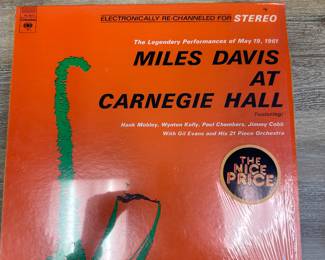 ELECTRONICALLY RE-CHANNELED FOR STEREO
The Legendary Performances of May 19, 1961
MILES DAVIS
AT
CARNEGIE HALL
Featuring:
Hank Mobley, Wynton Kelly, Paul Chambers, Jimmy Cobb
With Gil Evans and His 21 Piece Orchestra
THE
NICE
PRICE